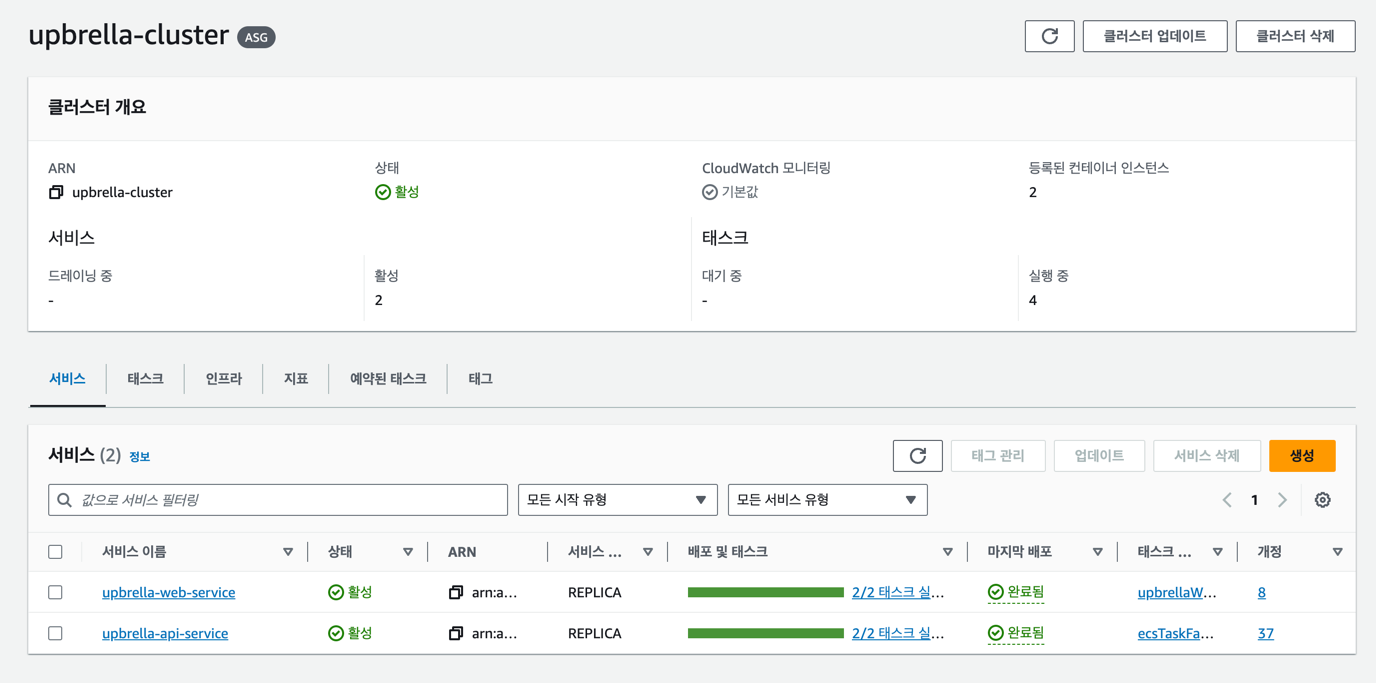 upbrella-cluster ASG 클러스터 업데이트 클러스터 삭제
클러스터 개요
ARN 상태 CloudWatch 모니터링 등록된 컨테이너 인스턴스
upbrella-cluster 활성 기본값 2
서비스 태스크
드레이닝 중 활성 대기 중 실행 중
- 2 - 4
서비스 태스크 인프라 지표 예약된 태스크 태그
서비스 (2) 정보 태그 관리 업데이트 서비스 삭제 생성
값으로 서비스 필터링 모든 시작 유형 모든 서비스 유형 1
서비스 이름 상태 ARN 서비스 ... 배포 및 태스크 마지막 배포 태스크 ... 개정
upbrella-web-service 활성 arn:a... REPLICA 2/2 태스크 실... 완료됨 upbrellaW... 8
upbrella-api-service 활성 arn:a... REPLICA 2/2 태스크 실... 완료됨 ecsTaskFa... 37